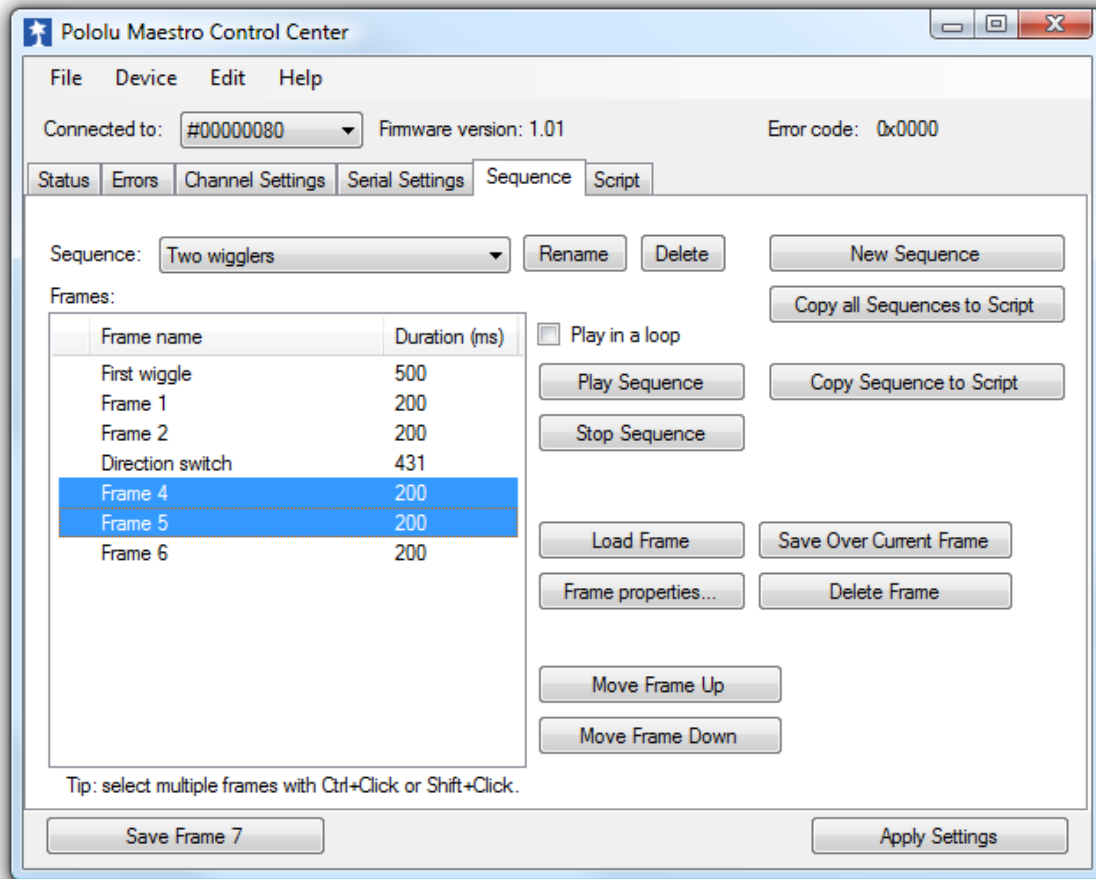 Pololu Maestro Control Center
File Device Edit Help
Connected to: #00000080 Firmware version: 1.01 Error code: 0x0000
Status Errors Channel Settings Serial Settings Sequence Script
Sequence: Two wigglers Rename Delete New Sequence
Frames:
Copy all Sequences to Script
Frame name Duration (ms)
Play in a loop
First wiggle 500
Play Sequence Copy Sequence to Script
Frame 1 200
Frame 2 200
Stop Sequence
Direction switch 431
Frame 4 200
Frame 5 200
Load Frame Save Over Current Frame
Frame 6 200
Frame properties... Delete Frame
Move Frame Up
Move Frame Down
Tip: select multiple frames with Ctrl+Click or Shift+Click.
Save Frame 7 Apply Settings